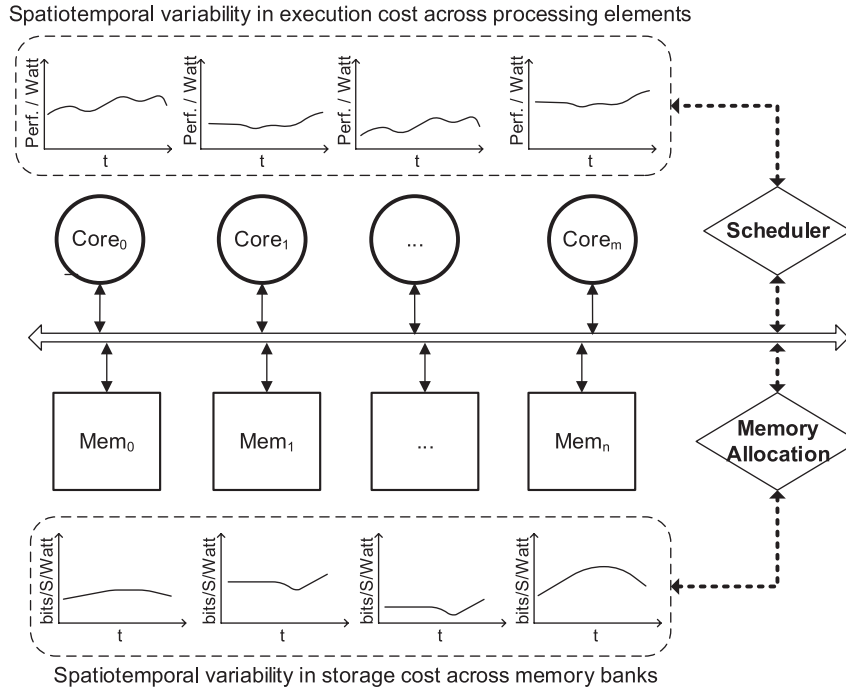 Spatiotemporal variability in execution cost across processing elements
Perf. / Watt
t
Perf. / Watt
t
Perf. / Watt
t
Perf. / Watt
t
Core₀
Core₁
...
Coreₘ
Scheduler
Mem₀
Mem₁
...
Memₙ
Memory
Allocation
bits/S/Watt
t
bits/S/Watt
t
bits/S/Watt
t
bits/S/Watt
t
Spatiotemporal variability in storage cost across memory banks